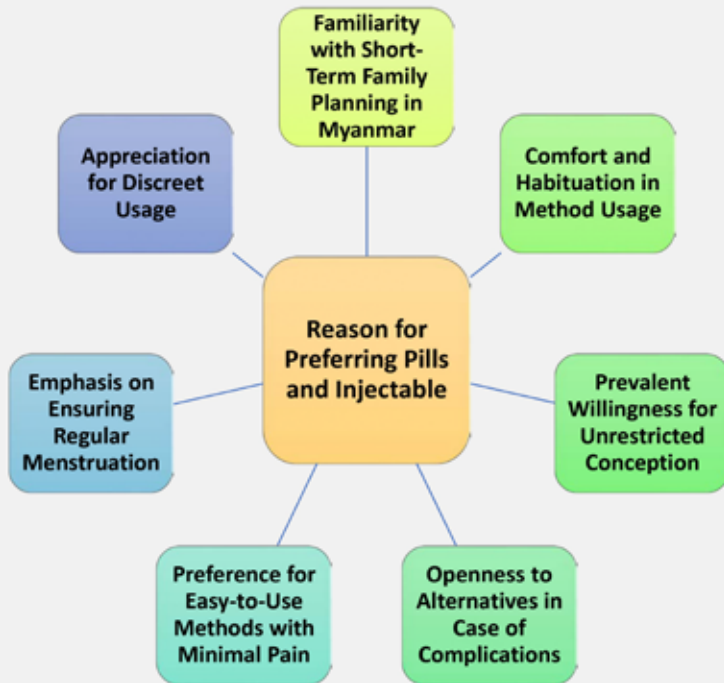 Familiarity
with Short-
Term Family
Planning in
Myanmar
Appreciation
for Discreet
Usage
Comfort and
Habituation in
Method Usage
Reason for
Preferring Pills
and Injectable
Emphasis on
Ensuring
Regular
Menstruation
Prevalent
Willingness for
Unrestricted
Conception
Preference for
Easy-to-Use
Methods with
Minimal Pain
Openness to
Alternatives in
Case of
Complications